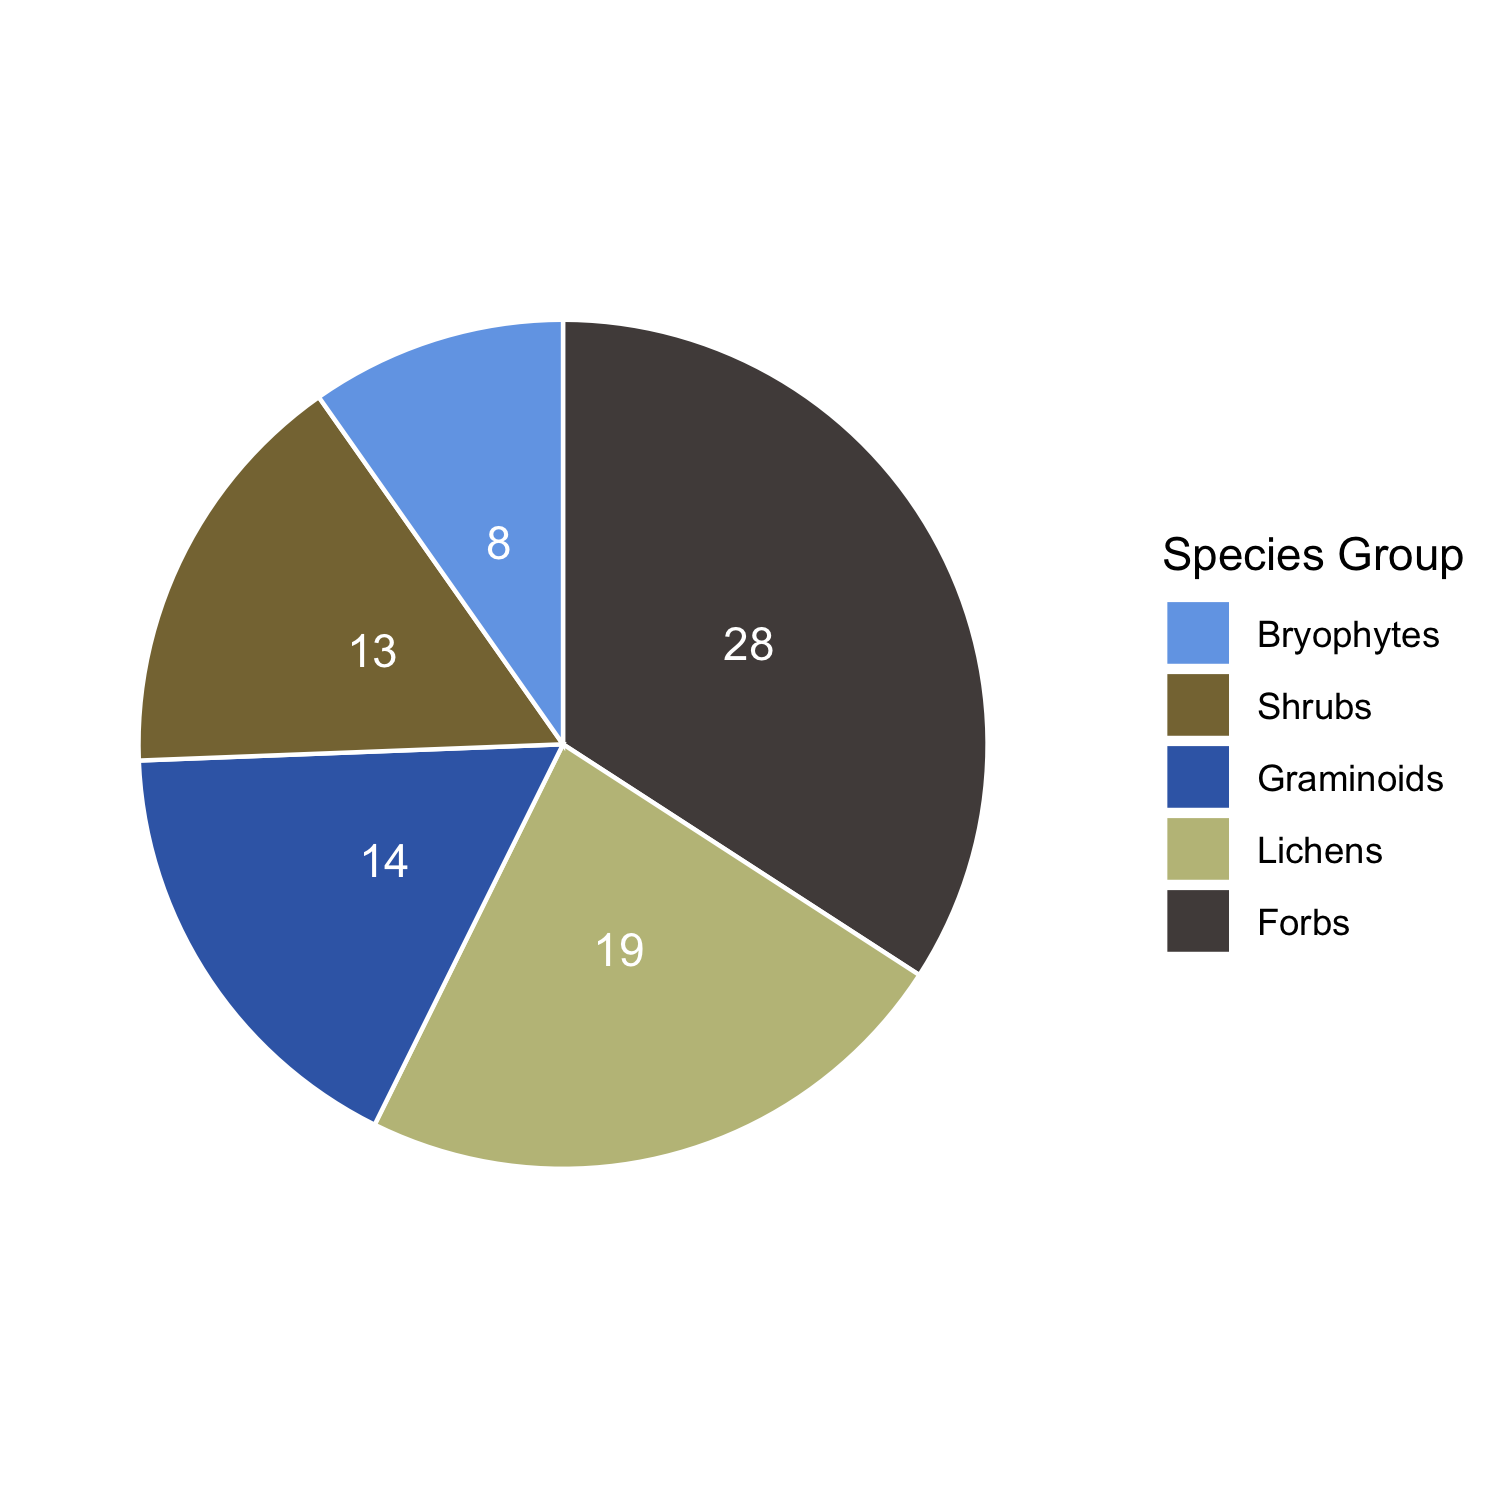 8
28
13
14
19
Species Group
Bryophytes
Shrubs
Graminoids
Lichens
Forbs